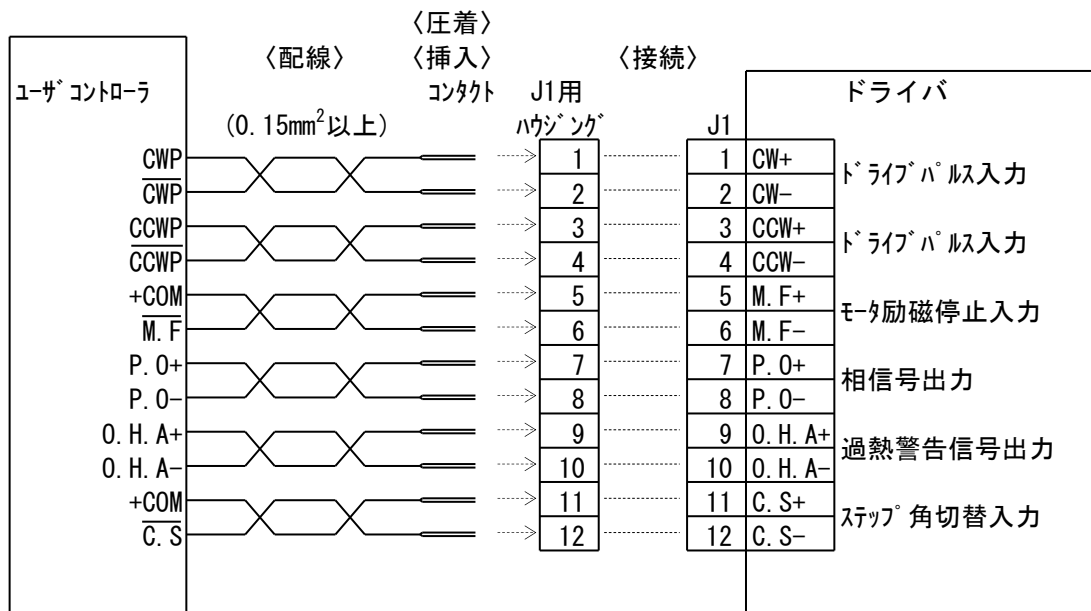 〈圧着〉
〈配線〉 〈挿入〉 〈接続〉
ﾕｰｻﾞｺﾝﾄﾛｰﾗ ｺﾝﾀｸﾄ J1用 ドライバ
(0.15mm²以上) ﾊｳｼﾞﾝｸﾞ J1
CWP 1 1 CW+
ﾄﾞﾗｲﾌﾞﾊﾟﾙｽ入力
C̅W̅P̅ 2 2 CW-
CCWP 3 3 CCW+
ﾄﾞﾗｲﾌﾞﾊﾟﾙｽ入力
C̅C̅W̅P̅ 4 4 CCW-
+COM 5 5 M.F+
ﾓｰﾀ励磁停止入力
M̅.̅F̅ 6 6 M.F-
P.O+ 7 7 P.O+
相信号出力
P.O- 8 8 P.O-
O.H.A+ 9 9 O.H.A+
過熱警告信号出力
O.H.A- 10 10 O.H.A-
+COM 11 11 C.S+
ｽﾃｯﾌﾟ角切替入力
C̅.̅S̅ 12 12 C.S-